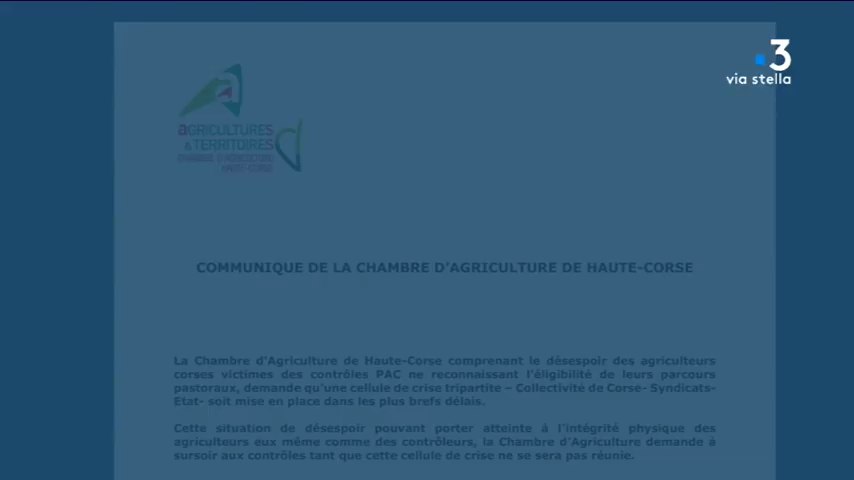 3
via stella
a
AGRICULTURES
& TERRITOIRES
CHAMBRE D'AGRICULTURE
HAUTE-CORSE
COMMUNIQUE DE LA CHAMBRE D'AGRICULTURE DE HAUTE-CORSE
La Chambre d'Agriculture de Haute-Corse comprenant le désespoir des agriculteurs
corses victimes des contrôles PAC ne reconnaissant l'éligibilité de leurs parcours
pastoraux, demande qu'une cellule de crise tripartite – Collectivité de Corse- Syndicats-
Etat- soit mise en place dans les plus brefs délais.
Cette situation de désespoir pouvant porter atteinte à l'intégrité physique des
agriculteurs eux même comme des contrôleurs, la Chambre d'Agriculture demande à
sursoir aux contrôles tant que cette cellule de crise ne se sera pas réunie.